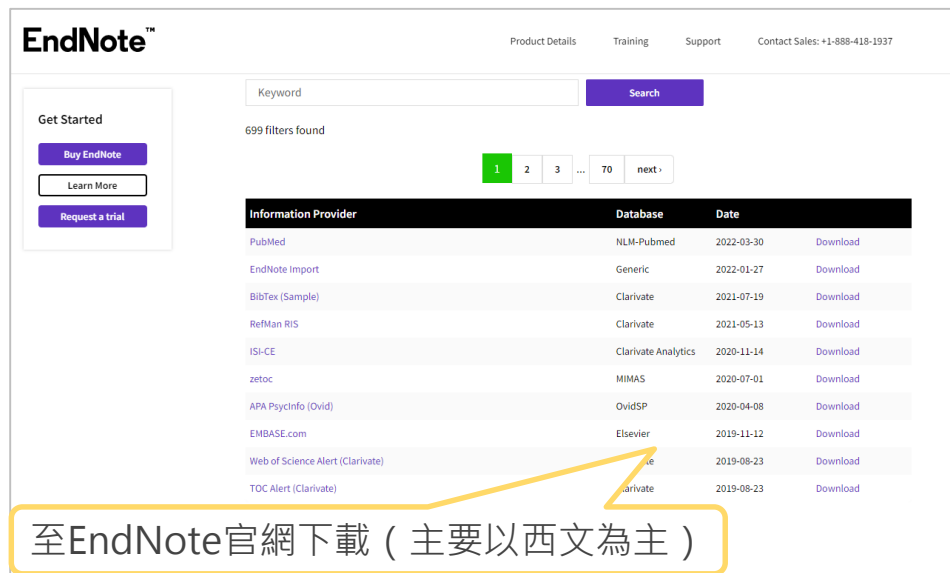 EndNote™
Product Details Training Support Contact Sales: +1-888-418-1937
Get Started
Buy EndNote
Learn More
Request a trial
Keyword Search
699 filters found
1 2 3 ... 70 next ›
Information Provider Database Date
PubMed NLM-Pubmed 2022-03-30 Download
EndNote Import Generic 2022-01-27 Download
BibTex (Sample) Clarivate 2021-07-19 Download
RefMan RIS Clarivate 2021-05-13 Download
ISI-CE Clarivate Analytics 2020-11-14 Download
zetoc MIMAS 2020-07-01 Download
APA PsycInfo (Ovid) OvidSP 2020-04-08 Download
EMBASE.com Elsevier 2019-11-12 Download
Web of Science Alert (Clarivate) 2019-08-23 Download
TOC Alert (Clarivate) 2019-08-23 Download
至EndNote官網下載（主要以西文為主）